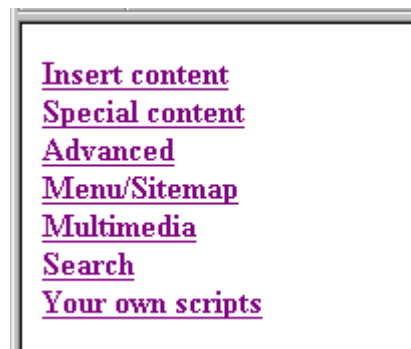 Insert content
Special content
Advanced
Menu/Sitemap
Multimedia
Search
Your own scripts